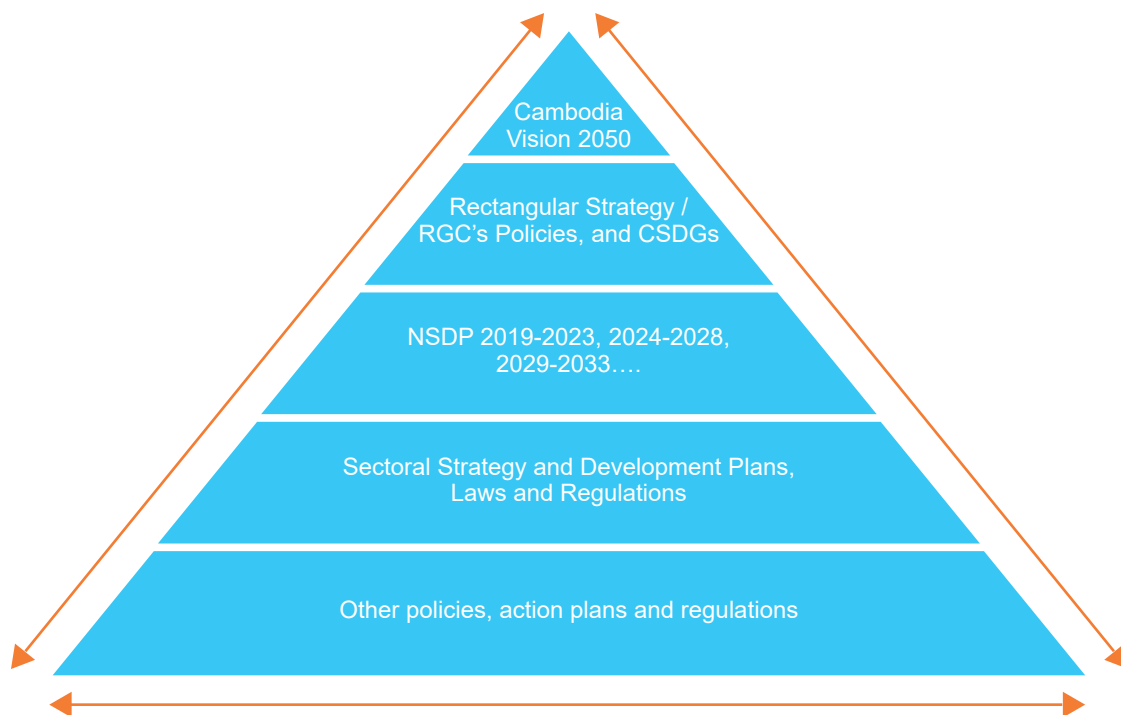 Cambodia
Vision 2050
Rectangular Strategy /
RGC's Policies, and CSDGs
NSDP 2019-2023, 2024-2028,
2029-2033….
Sectoral Strategy and Development Plans,
Laws and Regulations
Other policies, action plans and regulations